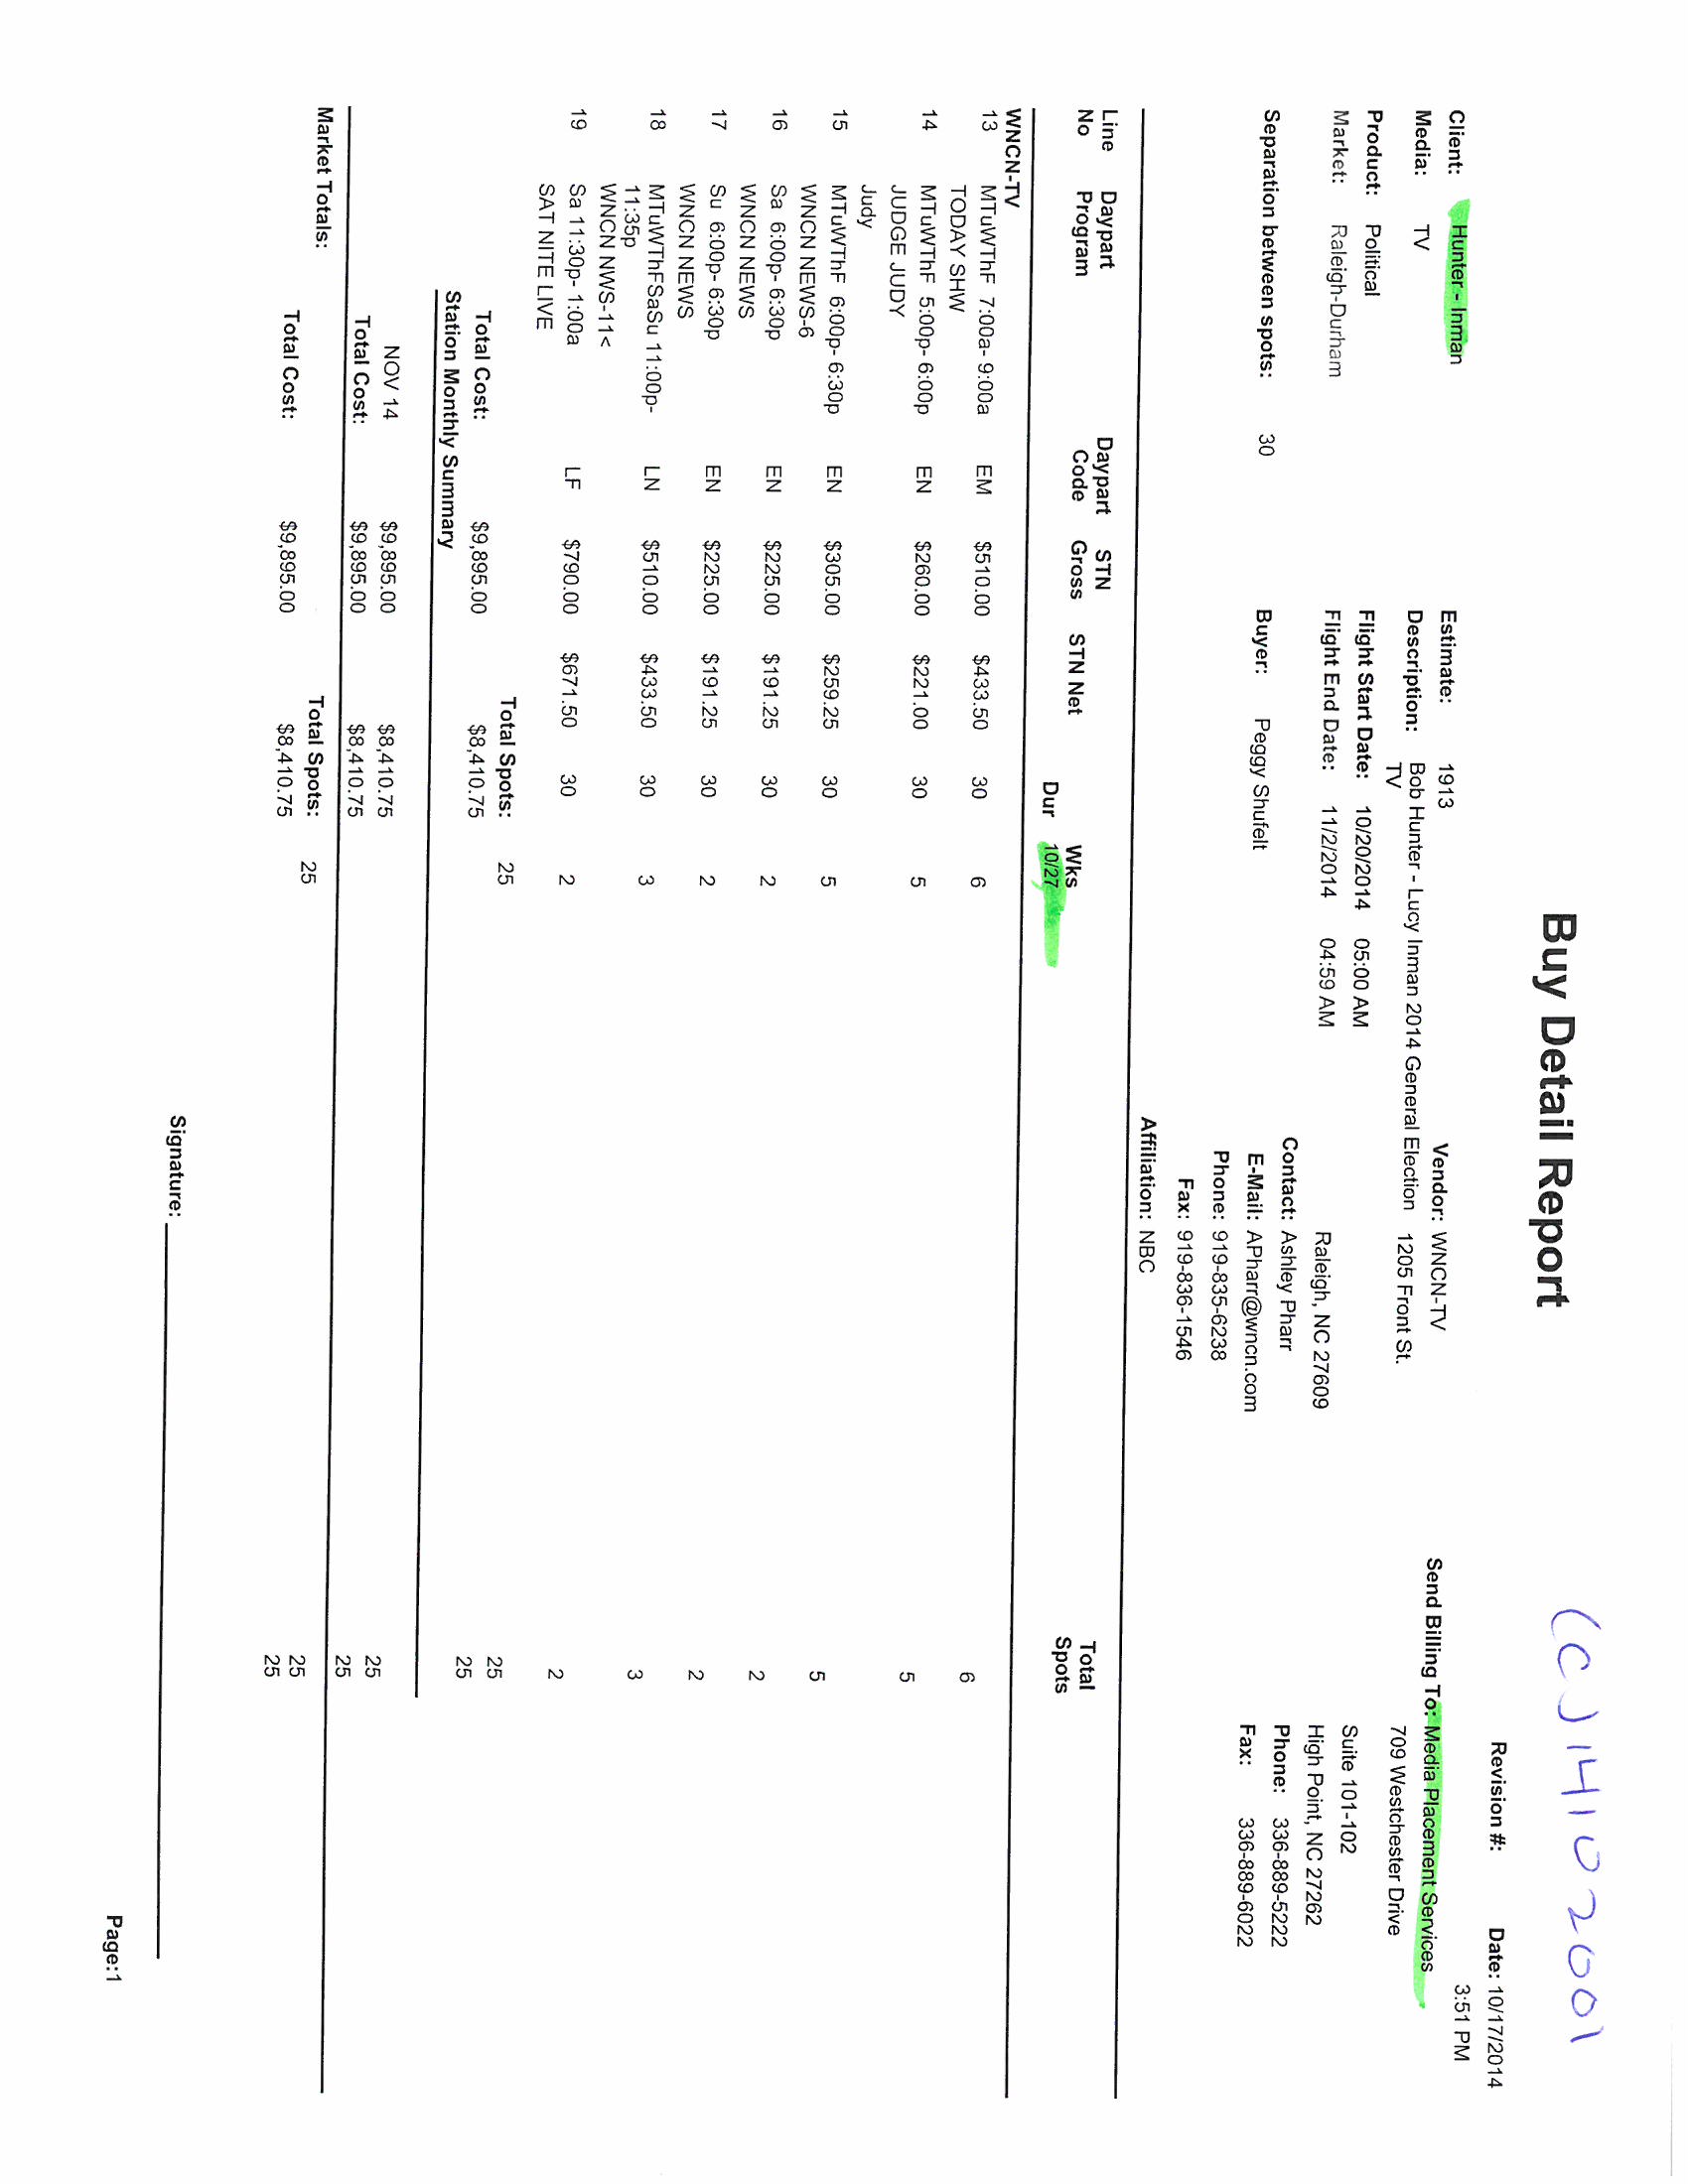 (CJ14102001
Buy Detail Report
Revision #: Date: 10/17/2014
3:51 PM
Client: Hunter - Inman
Media: TV
Product: Political
Market: Raleigh-Durham
Separation between spots: 30
Estimate: 1913
Description: Bob Hunter - Lucy Inman 2014 General Election
TV
Flight Start Date: 10/20/2014 05:00 AM
Flight End Date: 11/2/2014 04:59 AM
Buyer: Peggy Shufelt
Vendor: WNCN-TV
1205 Front St.
Raleigh, NC 27609
Contact: Ashley Pharr
E-Mail: APharr@wncn.com
Phone: 919-835-6238
Fax: 919-836-1546
Affiliation: NBC
Send Billing To: Media Placement Services
709 Westchester Drive
Suite 101-102
High Point, NC 27262
Phone: 336-889-5222
Fax: 336-889-6022
Line Daypart Daypart STN STN Net Wks Total
No Program Code Gross Dur 10/27 Spots
WNCN-TV
13 MTuWThF 7:00a- 9:00a EM $510.00 $433.50 30 6 6
TODAY SHW
14 MTuWThF 5:00p- 6:00p EN $260.00 $221.00 30 5 5
JUDGE JUDY
Judy
15 MTuWThF 6:00p- 6:30p EN $305.00 $259.25 30 5 5
WNCN NEWS-6
16 Sa 6:00p- 6:30p EN $225.00 $191.25 30 2 2
WNCN NEWS
17 Su 6:00p- 6:30p EN $225.00 $191.25 30 2 2
WNCN NEWS
18 MTuWThFSaSu 11:00p- LN $510.00 $433.50 30 3 3
11:35p
WNCN NWS-11<
19 Sa 11:30p- 1:00a LF $790.00 $671.50 30 2 2
SAT NITE LIVE
Total Spots: 25 25
Total Cost: $9,895.00 $8,410.75 25
Station Monthly Summary
NOV 14 $9,895.00 $8,410.75 25
Total Cost: $9,895.00 $8,410.75 25
Market Totals: Total Spots: 25 25
Total Cost: $9,895.00 $8,410.75 25
Signature:
Page:1